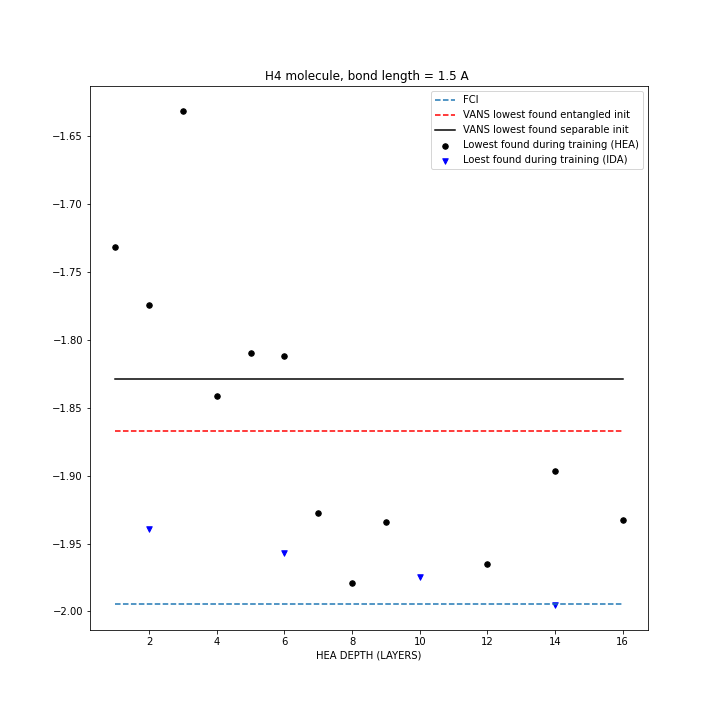 H4 molecule, bond length = 1.5 A
FCI
VANS lowest found entangled init
VANS lowest found separable init
Lowest found during training (HEA)
Loest found during training (IDA)
−1.65
−1.70
−1.75
−1.80
−1.85
−1.90
−1.95
−2.00
2 4 6 8 10 12 14 16
HEA DEPTH (LAYERS)